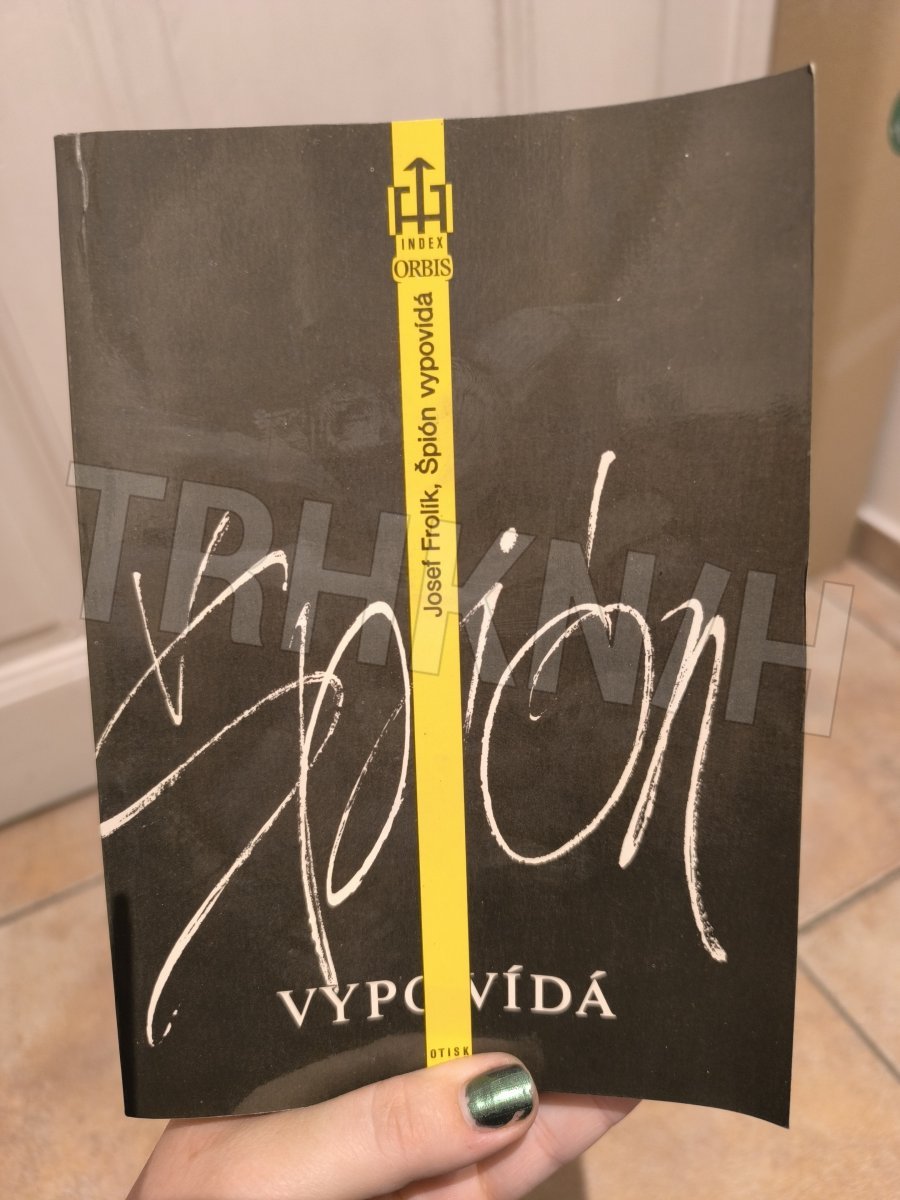 INDEX
ORBIS
Josef Frolík, Špión vypovídá
TRHKNIH
Špión
VYPOVÍDÁ
OTISK